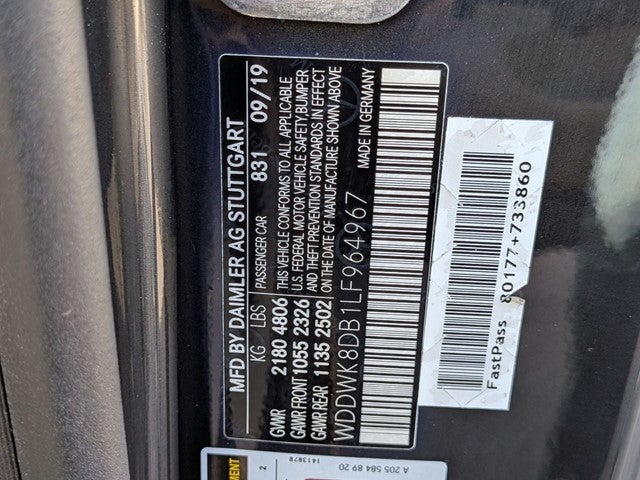 MFD BY DAIMLER AG STUTTGART
KG LBS PASSENGER CAR 831 09/19
GVWR 2180 4806 THIS VEHICLE CONFORMS TO ALL APPLICABLE
U.S. FEDERAL MOTOR VEHICLE SAFETY, BUMPER
GAWR FRONT 1055 2326 AND THEFT PREVENTION STANDARDS IN EFFECT
GAWR REAR 1135 2502 ON THE DATE OF MANUFACTURE SHOWN ABOVE
WDDWK8DB1LF964967 MADE IN GERMANY
FastPass 80177+733860
2
1413878
A 205 584 89 20